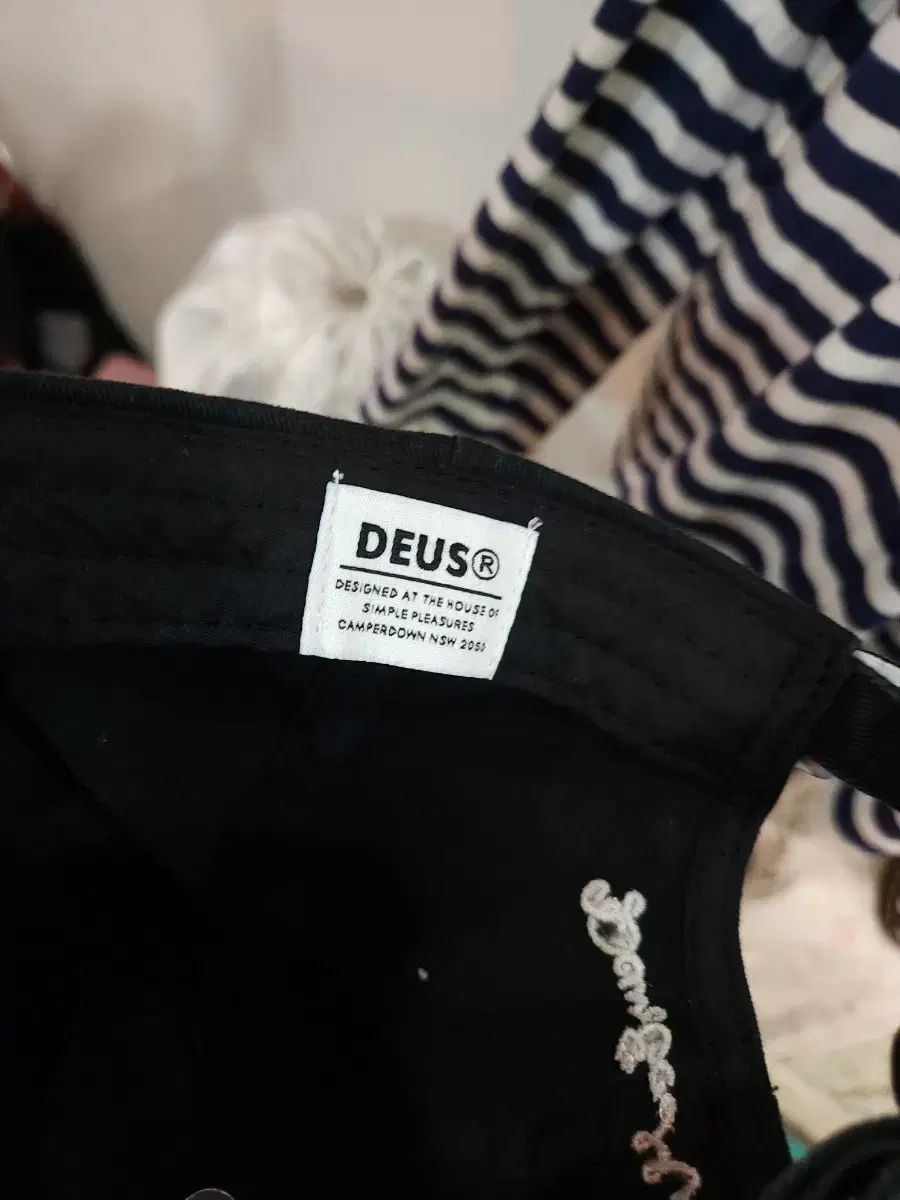 DEUS®
DESIGNED AT THE HOUSE OF
SIMPLE PLEASURES
CAMPERDOWN NSW 2050